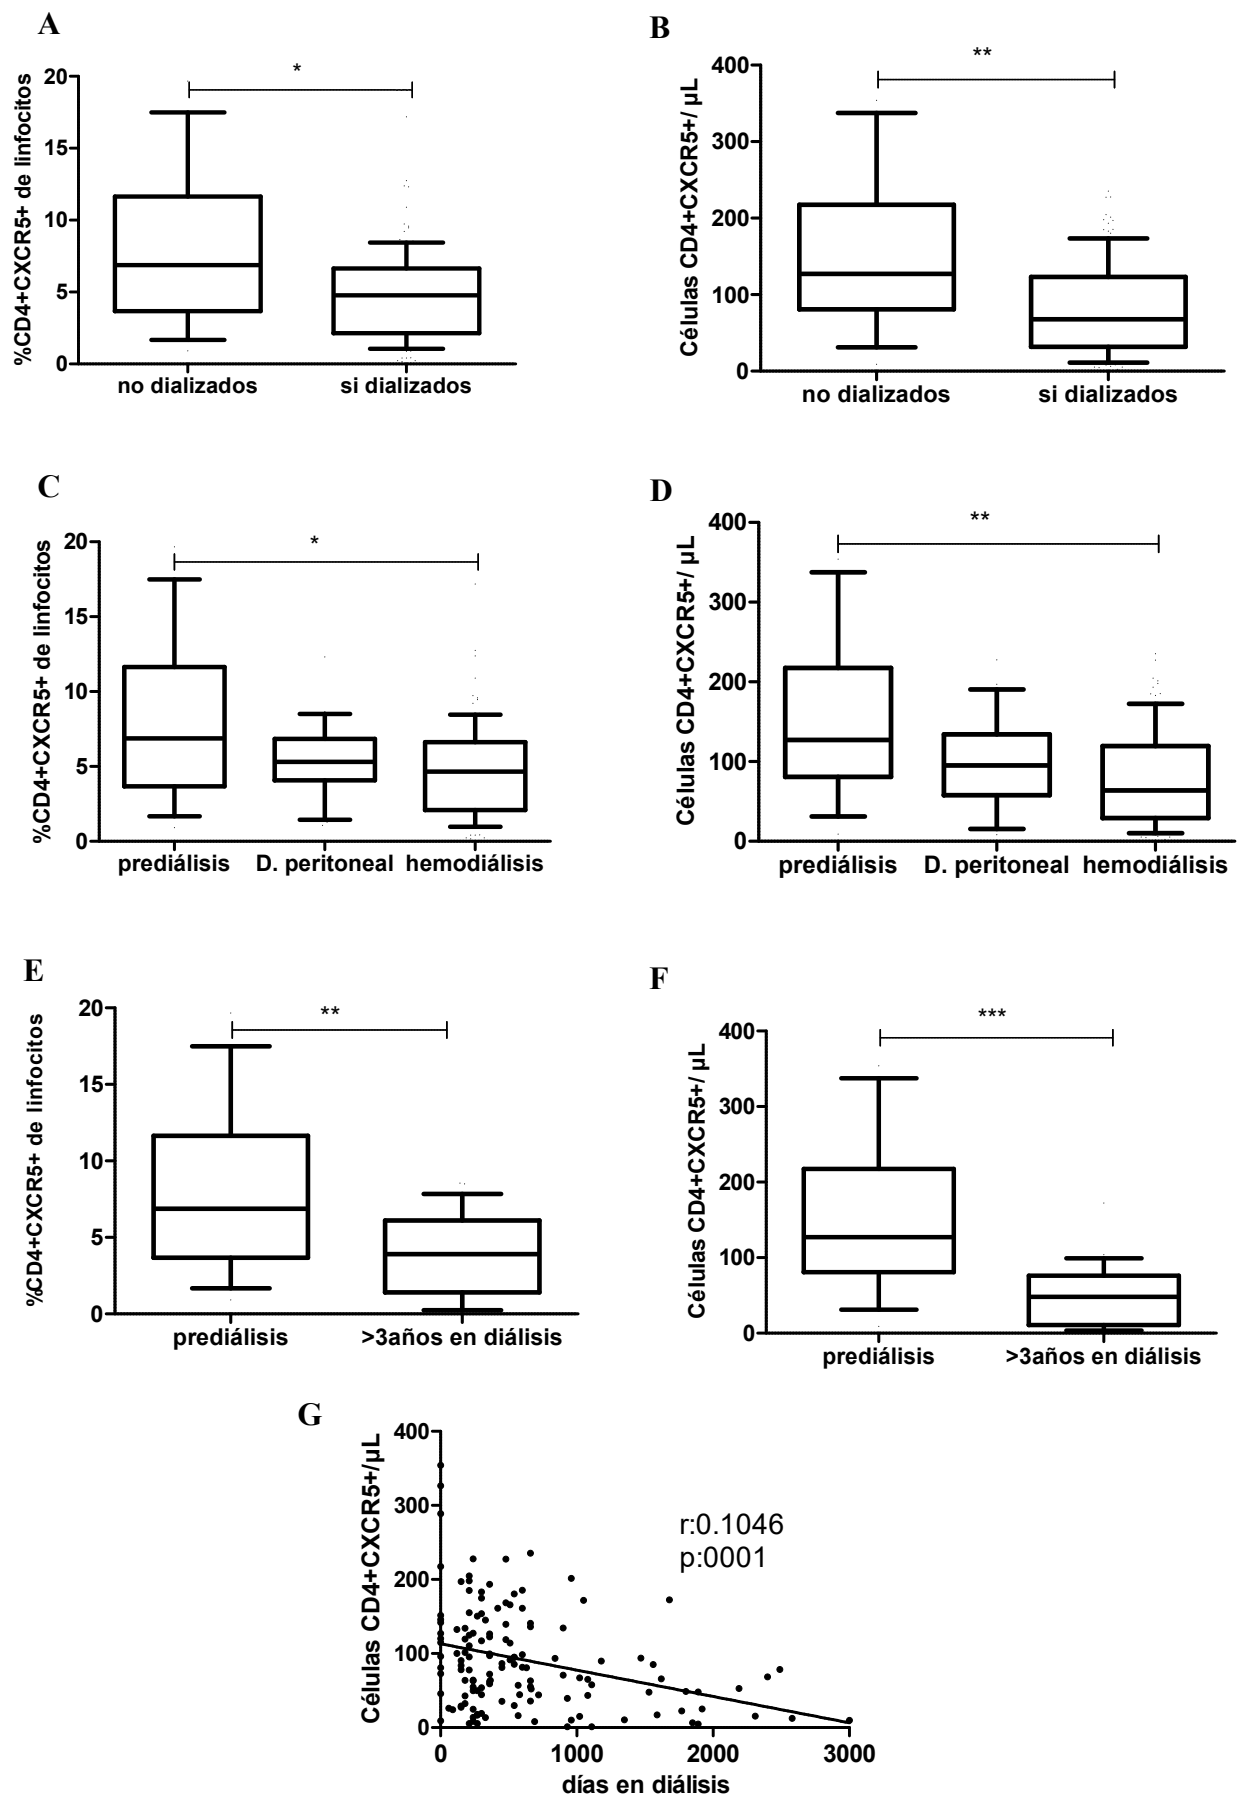 A
%CD4+CXCR5+ de linfocitos
20
15
10
5
0
*
no dializados
si dializados
B
Células CD4+CXCR5+/ µL
400
300
200
100
0
**
no dializados
si dializados
C
%CD4+CXCR5+ de linfocitos
20
15
10
5
0
*
prediálisis
D. peritoneal
hemodiálisis
D
Células CD4+CXCR5+/ µL
400
300
200
100
0
**
prediálisis
D. peritoneal
hemodiálisis
E
%CD4+CXCR5+ de linfocitos
20
15
10
5
0
**
prediálisis
>3años en diálisis
F
Células CD4+CXCR5+/ µL
400
300
200
100
0
***
prediálisis
>3años en diálisis
G
Células CD4+CXCR5+/µL
400
300
200
100
0
r:0.1046
p:0001
0
1000
2000
3000
días en diálisis